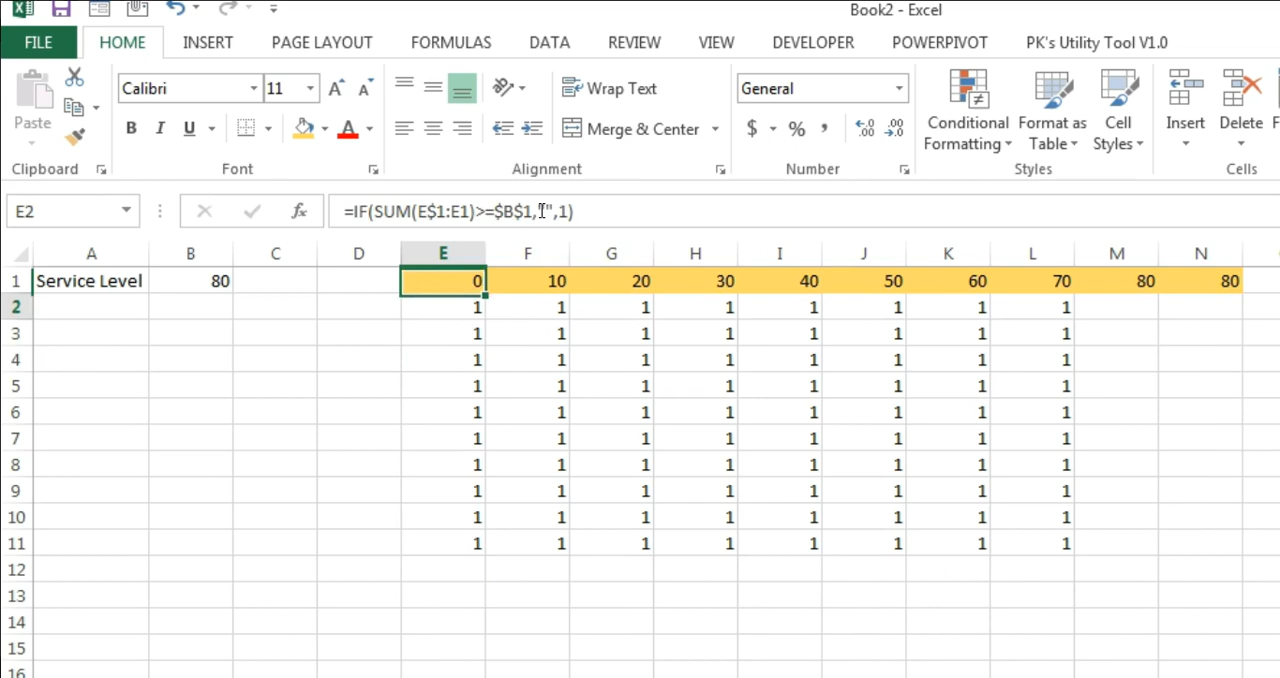 Book2 - Excel
FILE HOME INSERT PAGE LAYOUT FORMULAS DATA REVIEW VIEW DEVELOPER POWERPIVOT PK's Utility Tool V1.0
Calibri 11 Wrap Text General
Paste B I U A Merge & Center $ % , Conditional Formatting Format as Table Cell Styles Insert Delete
Clipboard Font Alignment Number Styles Cells
E2 fx =IF(SUM(E$1:E1)>=$B$1,"",1)
A B C D E F G H I J K L M N
1 Service Level 80 0 10 20 30 40 50 60 70 80 80
2 1 1 1 1 1 1 1 1
3 1 1 1 1 1 1 1 1
4 1 1 1 1 1 1 1 1
5 1 1 1 1 1 1 1 1
6 1 1 1 1 1 1 1 1
7 1 1 1 1 1 1 1 1
8 1 1 1 1 1 1 1 1
9 1 1 1 1 1 1 1 1
10 1 1 1 1 1 1 1 1
11 1 1 1 1 1 1 1 1
12
13
14
15
16